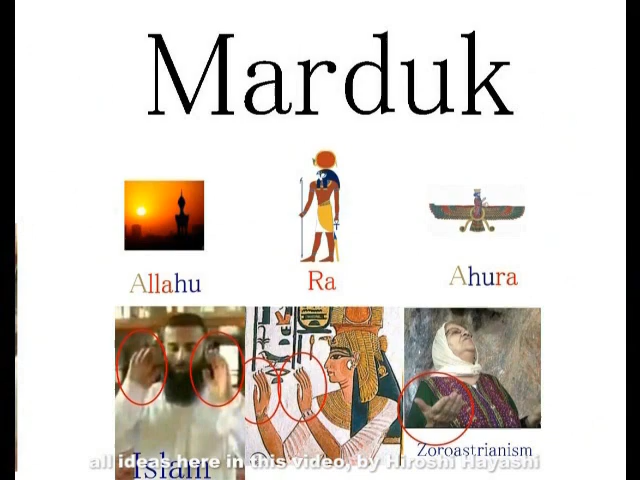 Marduk
Allahu
Ra
Ahura
Islam
Zoroastrianism
all ideas here in this video, by Hiroshi Hayashi